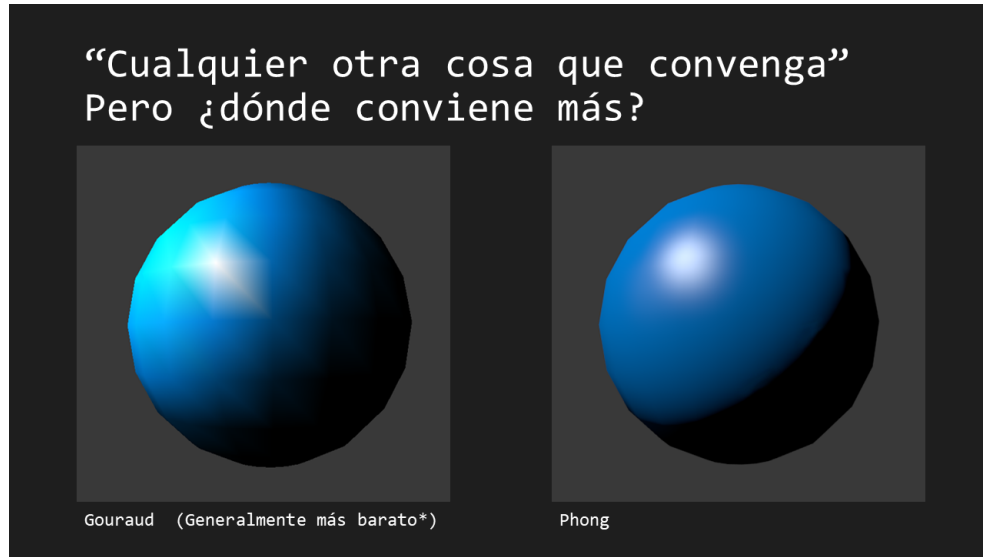 “Cualquier otra cosa que convenga”
Pero ¿dónde conviene más?
Gouraud (Generalmente más barato*)
Phong